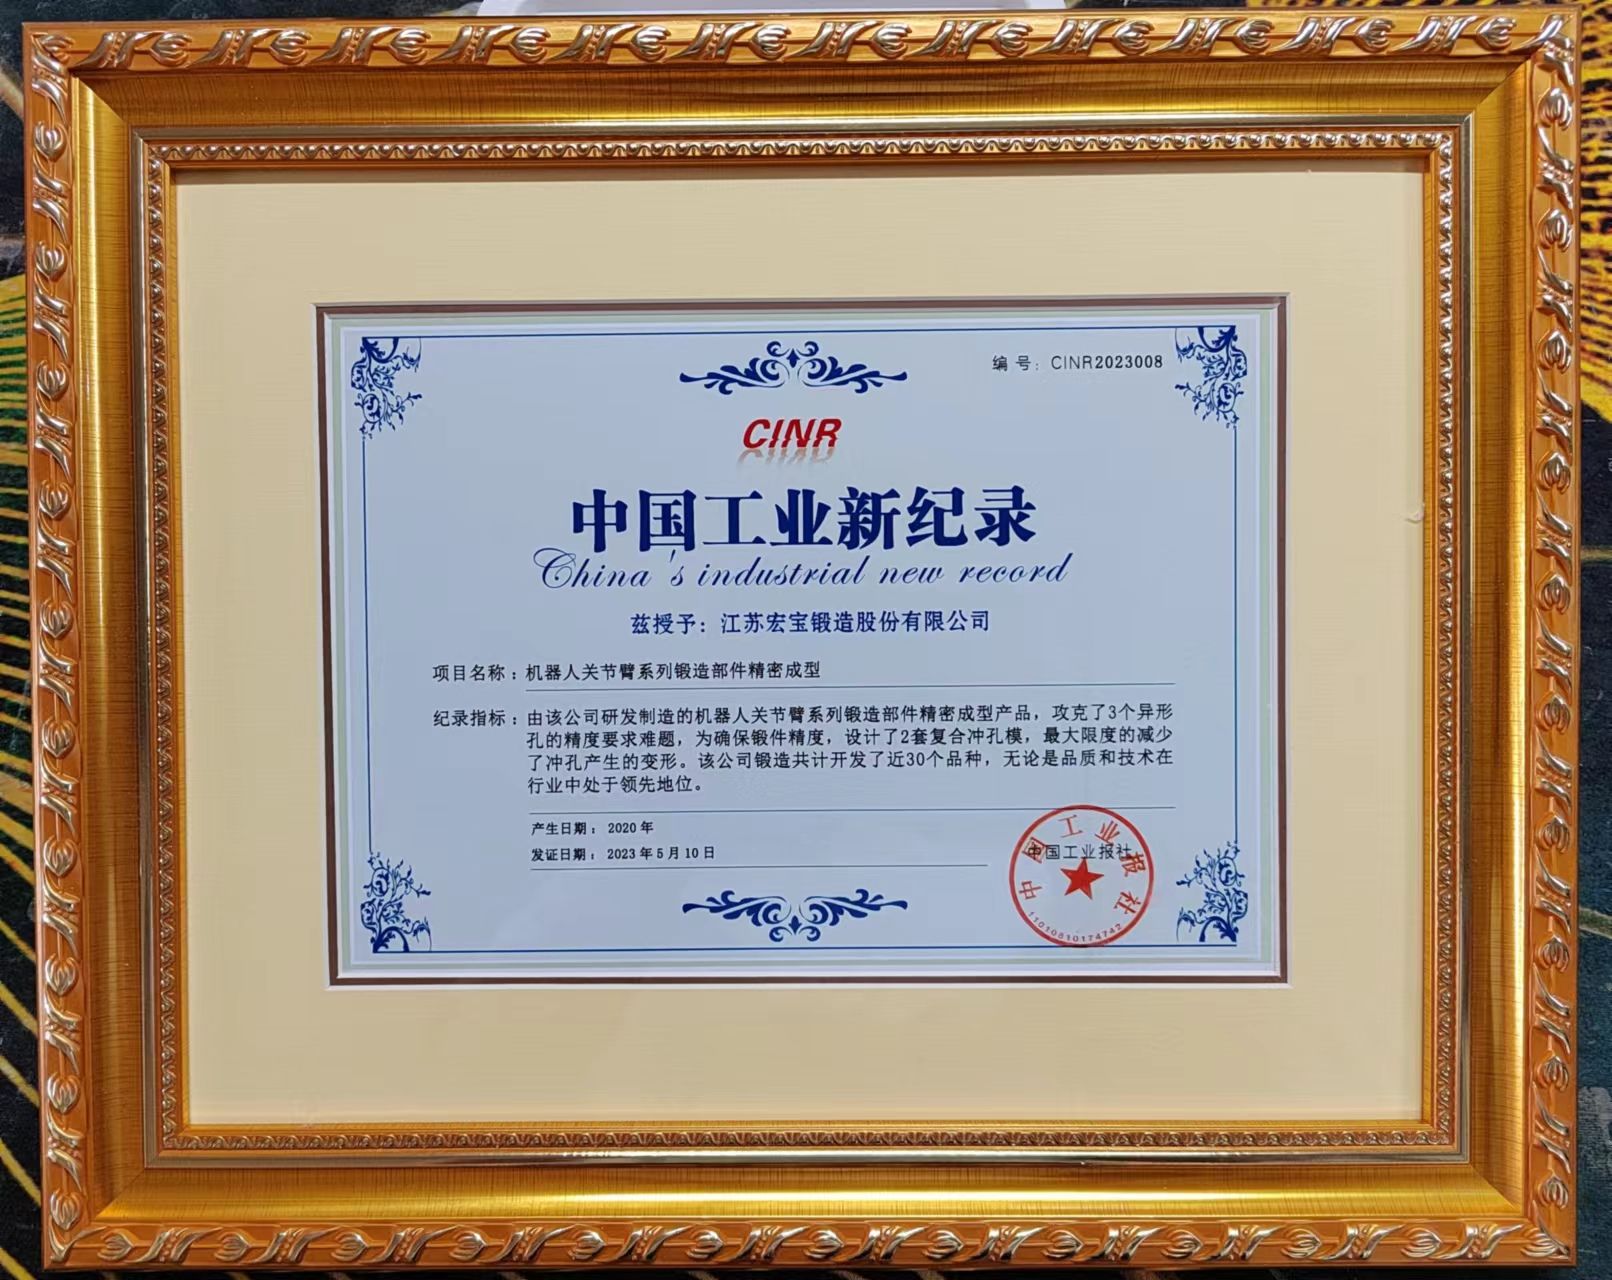 编号：CINR2023008
CINR
中国工业新纪录
China's industrial new record
兹授予：江苏宏宝锻造股份有限公司
项目名称：机器人关节臂系列锻造部件精密成型
纪录指标：由该公司研发制造的机器人关节臂系列锻造部件精密成型产品，攻克了3个异形
孔的精度要求难题，为确保锻件精度，设计了2套复合冲孔模，最大限度的减少
了冲孔产生的变形。该公司锻造共计开发了近30个品种，无论是品质和技术在
行业中处于领先地位。
产生日期：2020年
发证日期：2023年5月10日
中国工业报社
中国工业报社
11010810174742